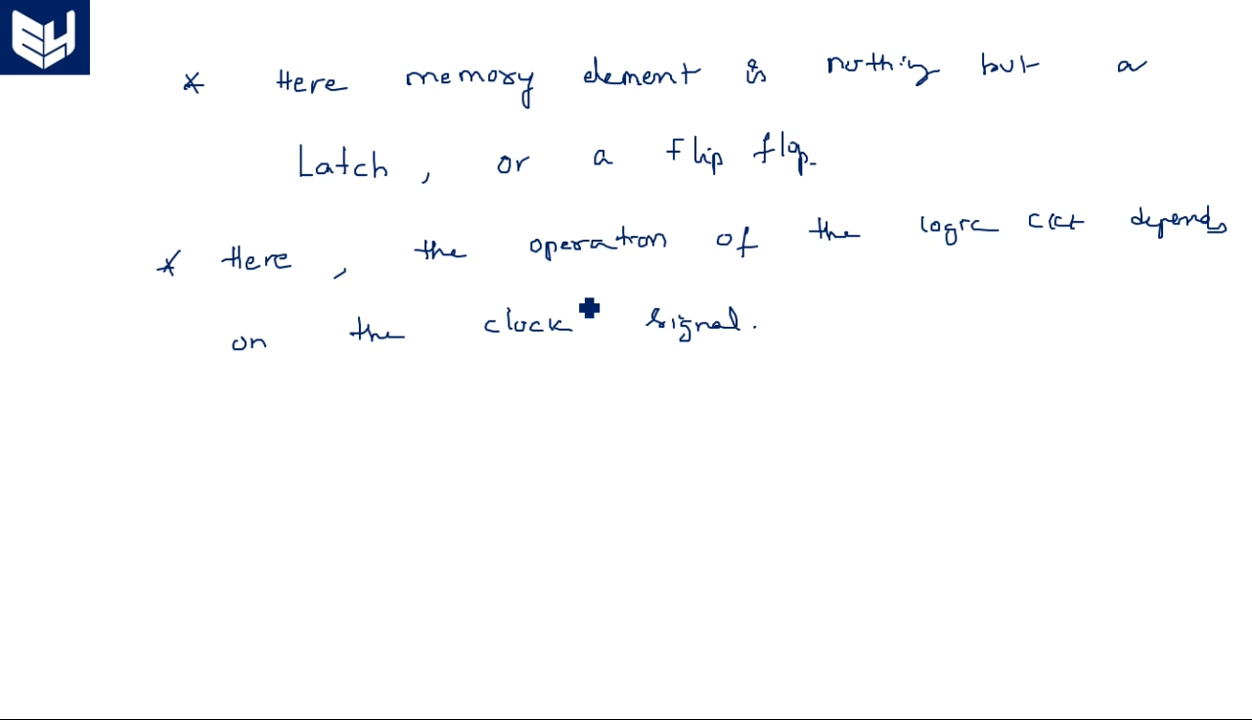 * Here memory element is nothing but a
Latch, or a Flip flop.
* Here, the operation of the logic cct depends
on the clock signal.